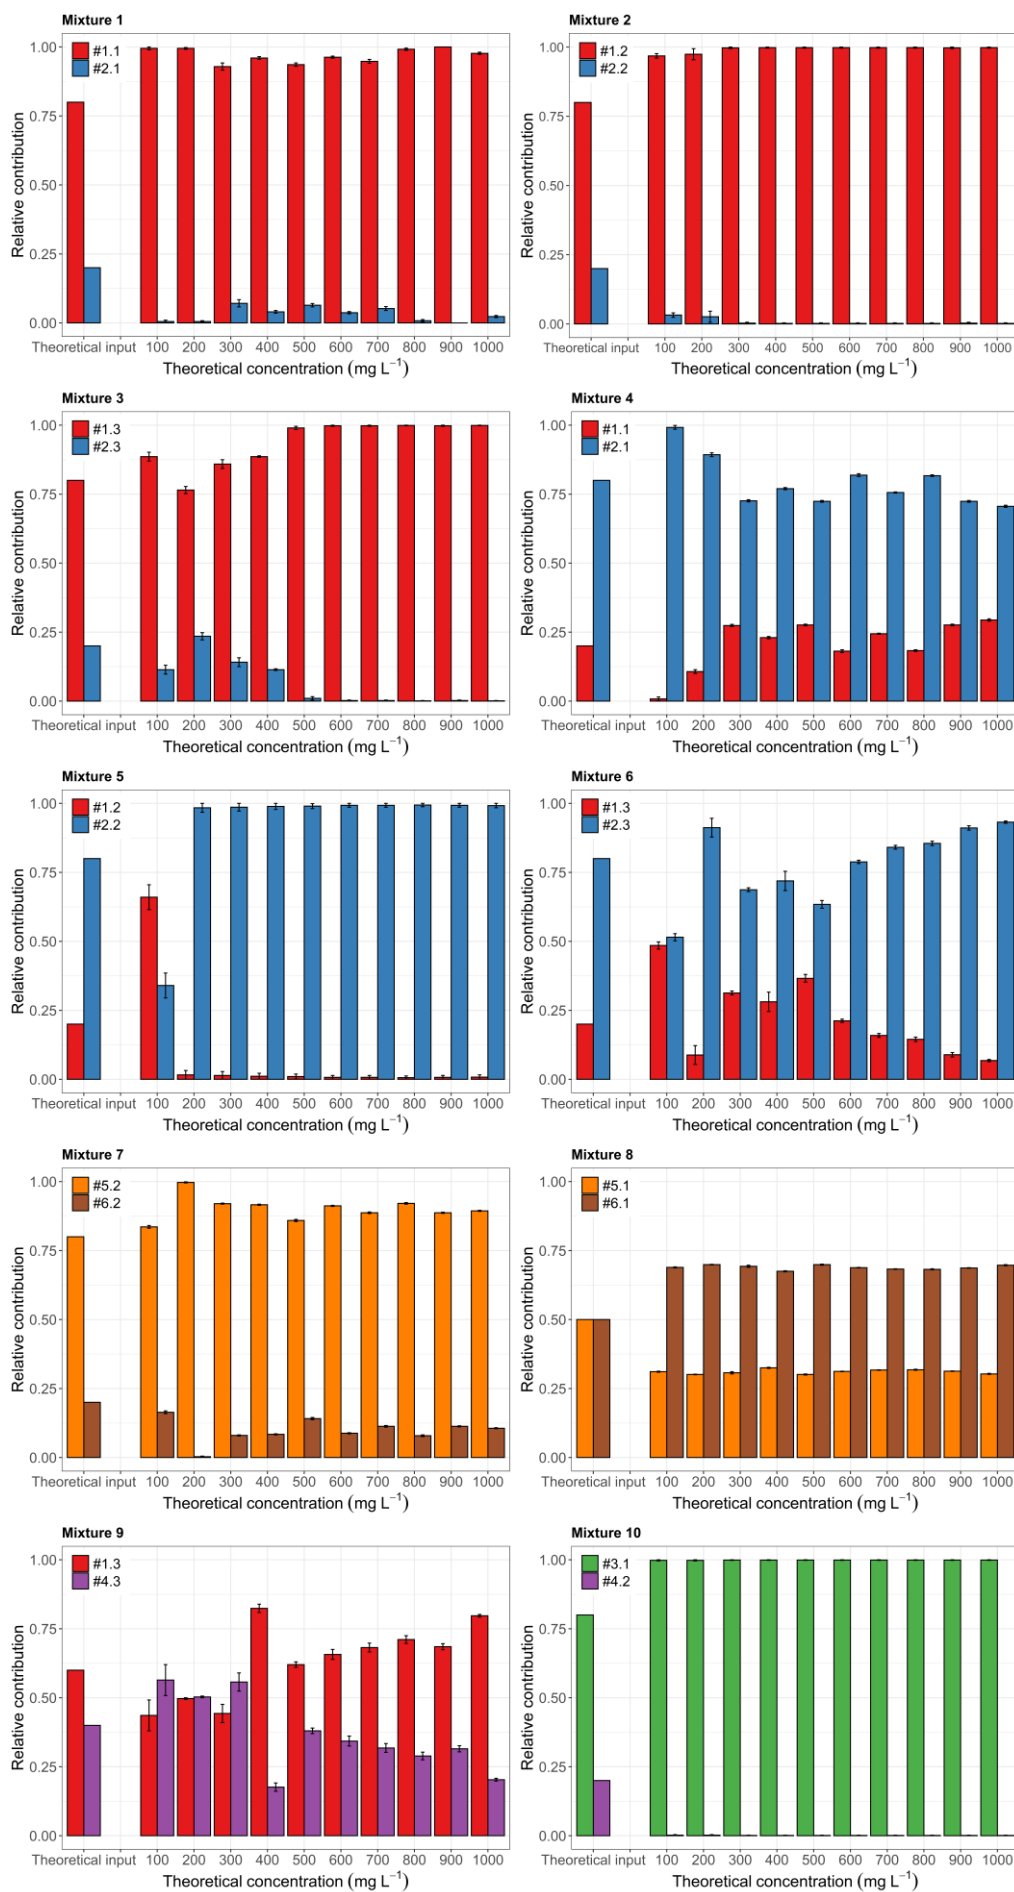 Mixture 1
#1.1
#2.1
1.00
0.75
0.50
0.25
0.00
Relative contribution
Theoretical input 100 200 300 400 500 600 700 800 900 1000
Theoretical concentration (mg L⁻¹)
Mixture 2
#1.2
#2.2
1.00
0.75
0.50
0.25
0.00
Relative contribution
Theoretical input 100 200 300 400 500 600 700 800 900 1000
Theoretical concentration (mg L⁻¹)
Mixture 3
#1.3
#2.3
1.00
0.75
0.50
0.25
0.00
Relative contribution
Theoretical input 100 200 300 400 500 600 700 800 900 1000
Theoretical concentration (mg L⁻¹)
Mixture 4
#1.1
#2.1
1.00
0.75
0.50
0.25
0.00
Relative contribution
Theoretical input 100 200 300 400 500 600 700 800 900 1000
Theoretical concentration (mg L⁻¹)
Mixture 5
#1.2
#2.2
1.00
0.75
0.50
0.25
0.00
Relative contribution
Theoretical input 100 200 300 400 500 600 700 800 900 1000
Theoretical concentration (mg L⁻¹)
Mixture 6
#1.3
#2.3
1.00
0.75
0.50
0.25
0.00
Relative contribution
Theoretical input 100 200 300 400 500 600 700 800 900 1000
Theoretical concentration (mg L⁻¹)
Mixture 7
#5.2
#6.2
1.00
0.75
0.50
0.25
0.00
Relative contribution
Theoretical input 100 200 300 400 500 600 700 800 900 1000
Theoretical concentration (mg L⁻¹)
Mixture 8
#5.1
#6.1
1.00
0.75
0.50
0.25
0.00
Relative contribution
Theoretical input 100 200 300 400 500 600 700 800 900 1000
Theoretical concentration (mg L⁻¹)
Mixture 9
#1.3
#4.3
1.00
0.75
0.50
0.25
0.00
Relative contribution
Theoretical input 100 200 300 400 500 600 700 800 900 1000
Theoretical concentration (mg L⁻¹)
Mixture 10
#3.1
#4.2
1.00
0.75
0.50
0.25
0.00
Relative contribution
Theoretical input 100 200 300 400 500 600 700 800 900 1000
Theoretical concentration (mg L⁻¹)